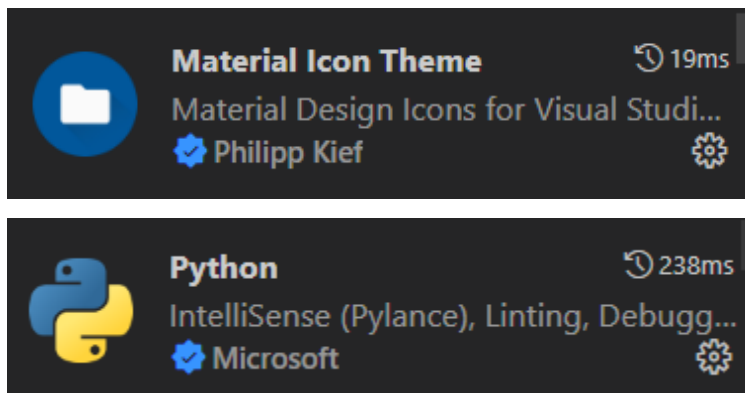 Material Icon Theme 19ms
Material Design Icons for Visual Studi...
Philipp Kief
Python 238ms
IntelliSense (Pylance), Linting, Debugg...
Microsoft